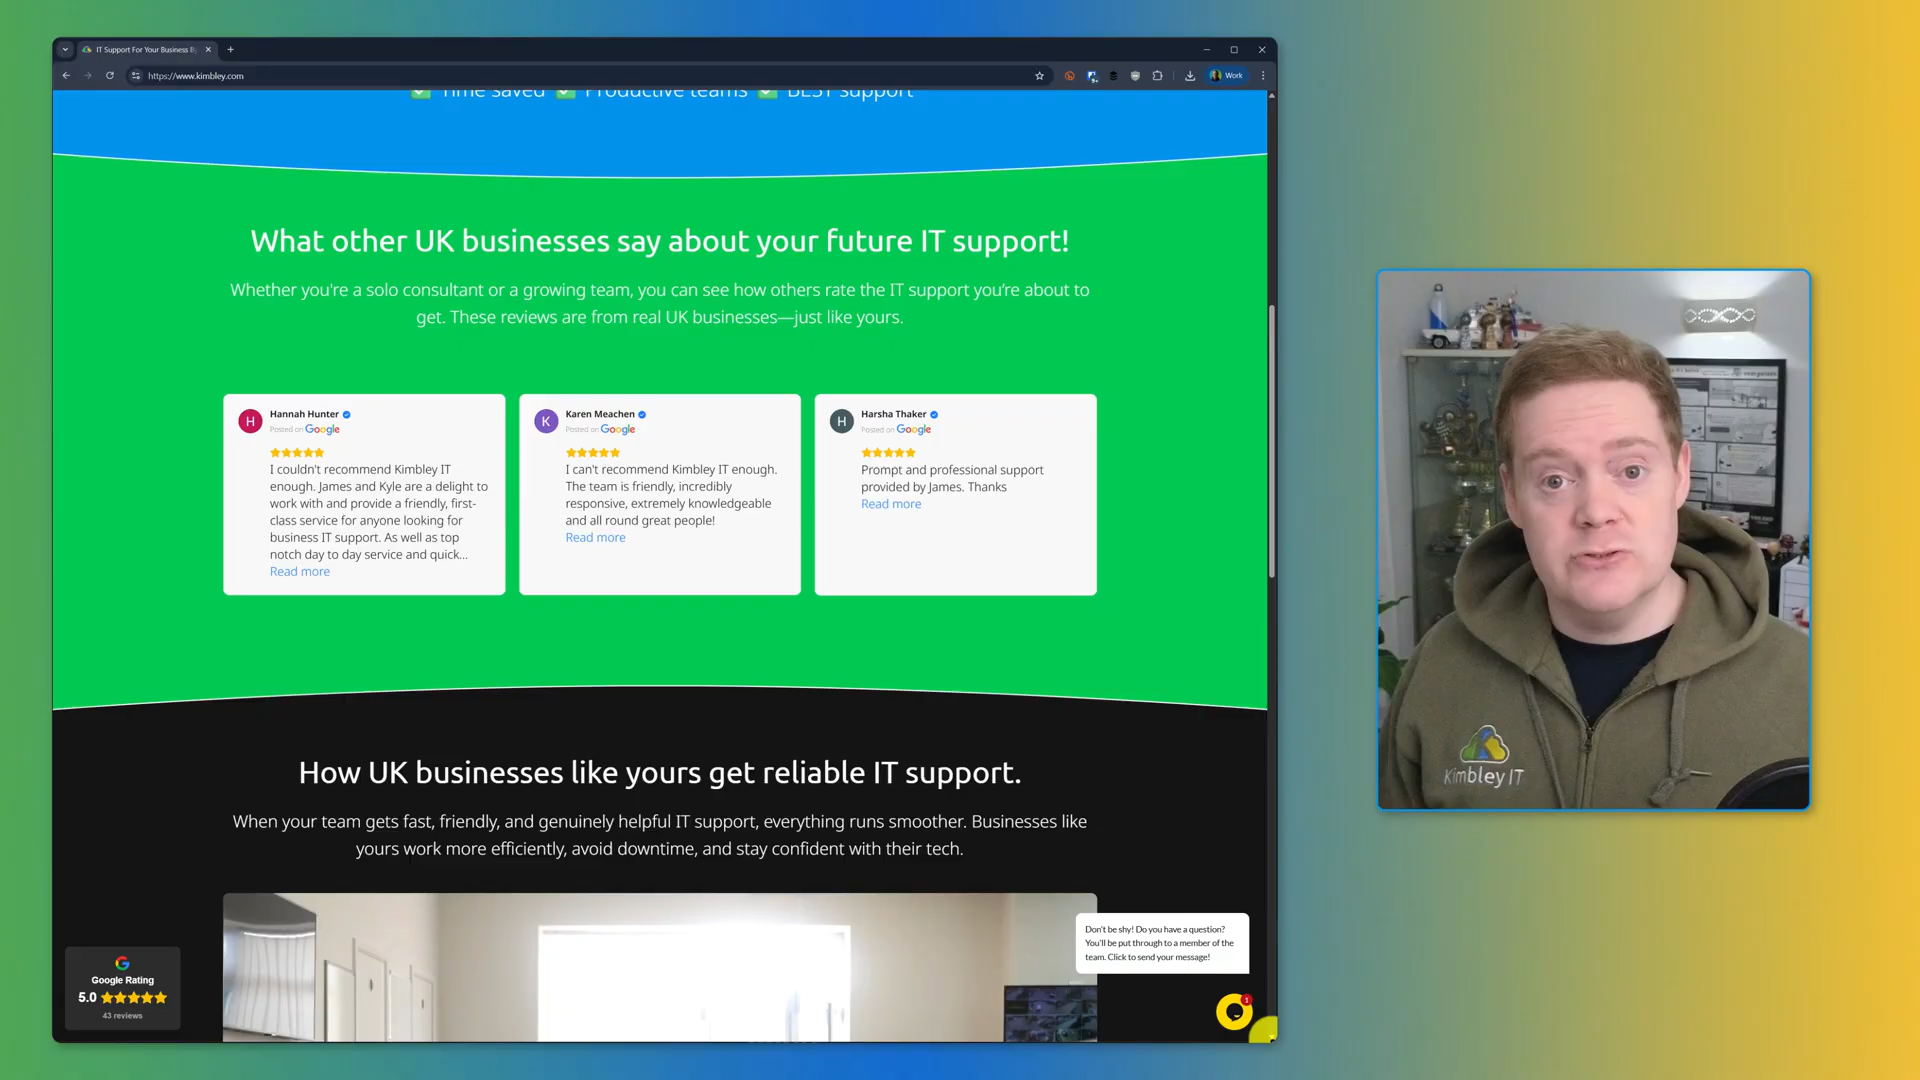 IT Support For Your Business B
https://www.kimbley.com
Work
Time saved
Productive teams
BEST support
What other UK businesses say about your future IT support!
Whether you're a solo consultant or a growing team, you can see how others rate the IT support you're about to
get. These reviews are from real UK businesses—just like yours.
H
Hannah Hunter
Posted on Google
I couldn't recommend Kimbley IT
enough. James and Kyle are a delight to
work with and provide a friendly, first-
class service for anyone looking for
business IT support. As well as top
notch day to day service and quick...
Read more
K
Karen Meachen
Posted on Google
I can't recommend Kimbley IT enough.
The team is friendly, incredibly
responsive, extremely knowledgeable
and all round great people!
Read more
H
Harsha Thaker
Posted on Google
Prompt and professional support
provided by James. Thanks
Read more
How UK businesses like yours get reliable IT support.
When your team gets fast, friendly, and genuinely helpful IT support, everything runs smoother. Businesses like
yours work more efficiently, avoid downtime, and stay confident with their tech.
G
Google Rating
5.0
43 reviews
Don't be shy! Do you have a question?
You'll be put through to a member of the
team. Click to send your message!
1
Kimbley IT